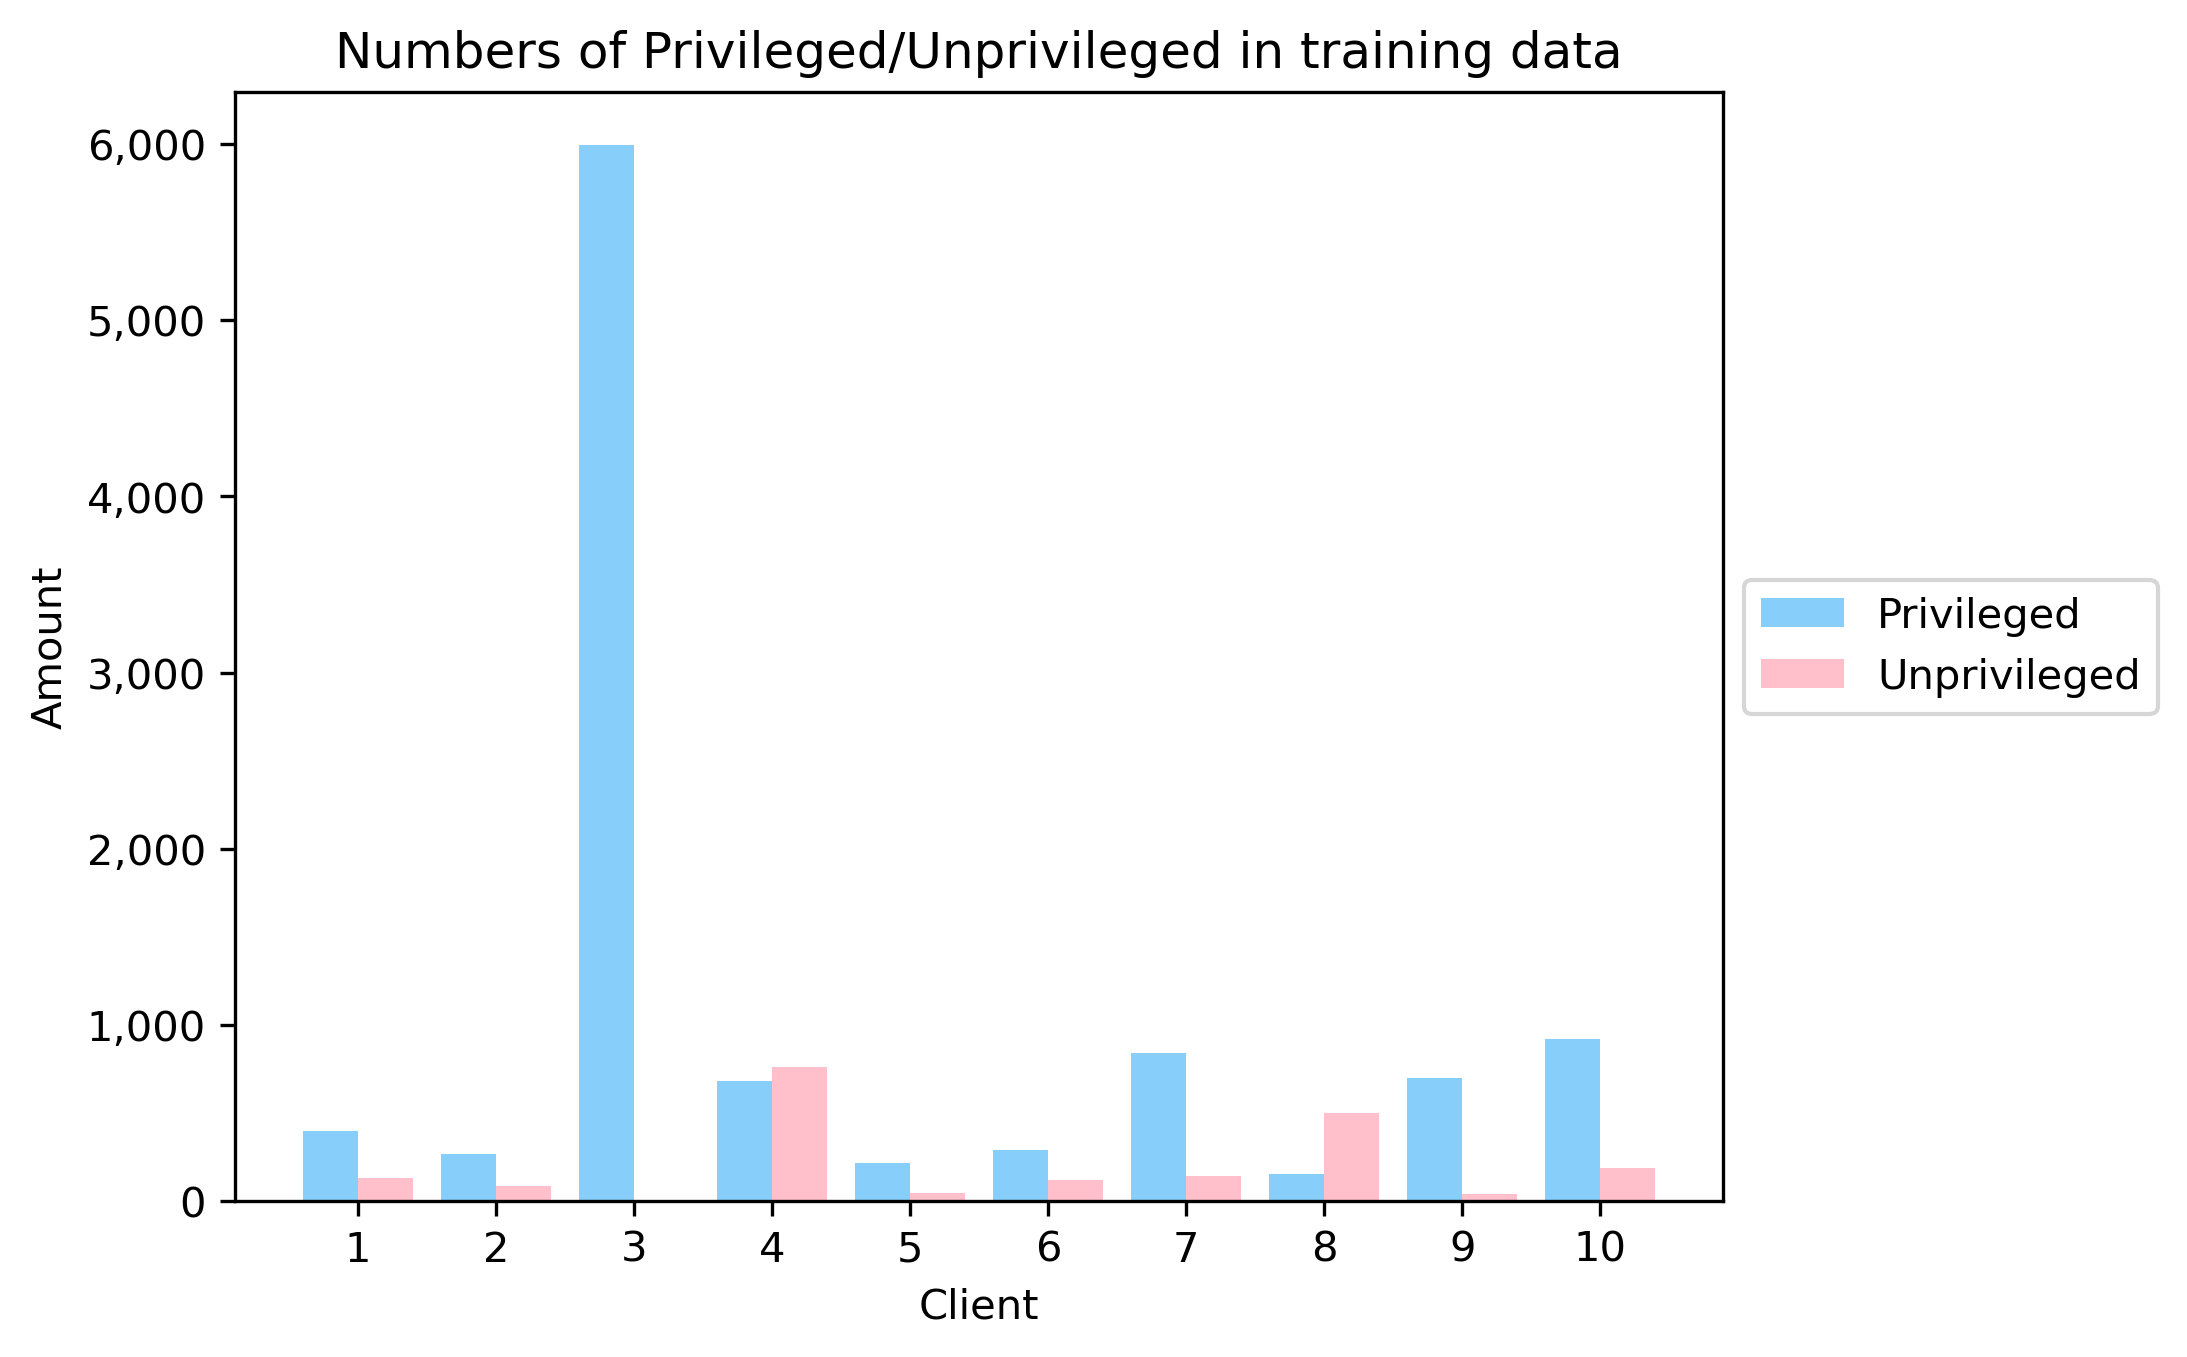 Numbers of Privileged/Unprivileged in training data
6,000
5,000
4,000
3,000
2,000
1,000
0
Amount
1 2 3 4 5 6 7 8 9 10
Client
Privileged
Unprivileged